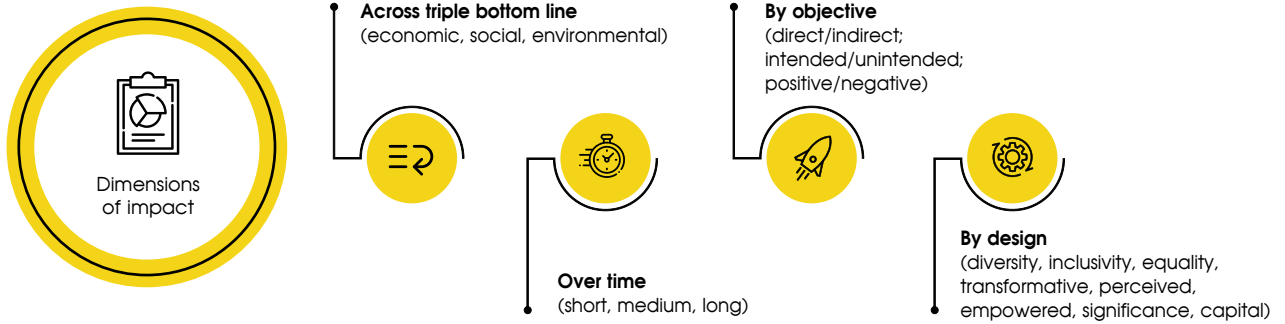 Dimensions
of impact
Across triple bottom line
(economic, social, environmental)
Over time
(short, medium, long)
By objective
(direct/indirect;
intended/unintended;
positive/negative)
By design
(diversity, inclusivity, equality,
transformative, perceived,
empowered, significance, capital)